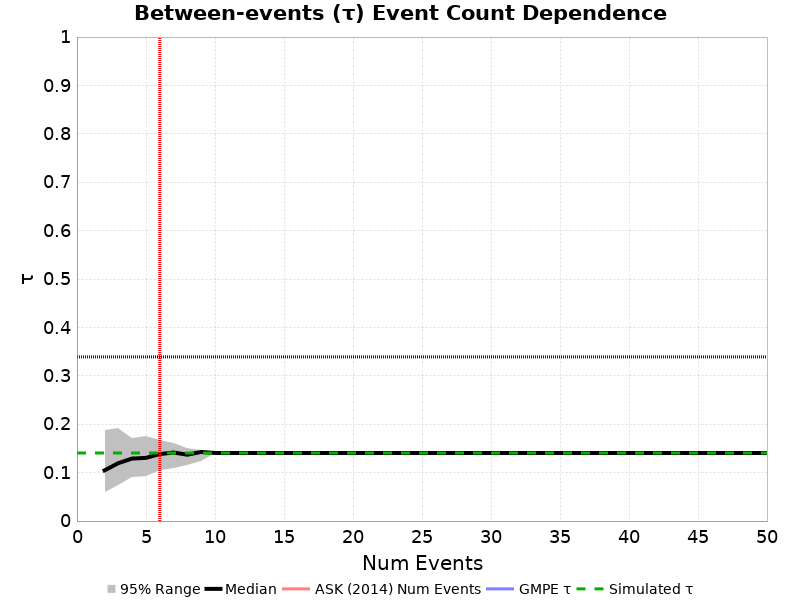 Between-events (τ) Event Count Dependence
1
0.9
0.8
0.7
0.6
0.5
0.4
0.3
0.2
0.1
0
τ
0 5 10 15 20 25 30 35 40 45 50
Num Events
95% Range Median ASK (2014) Num Events GMPE τ Simulated τ